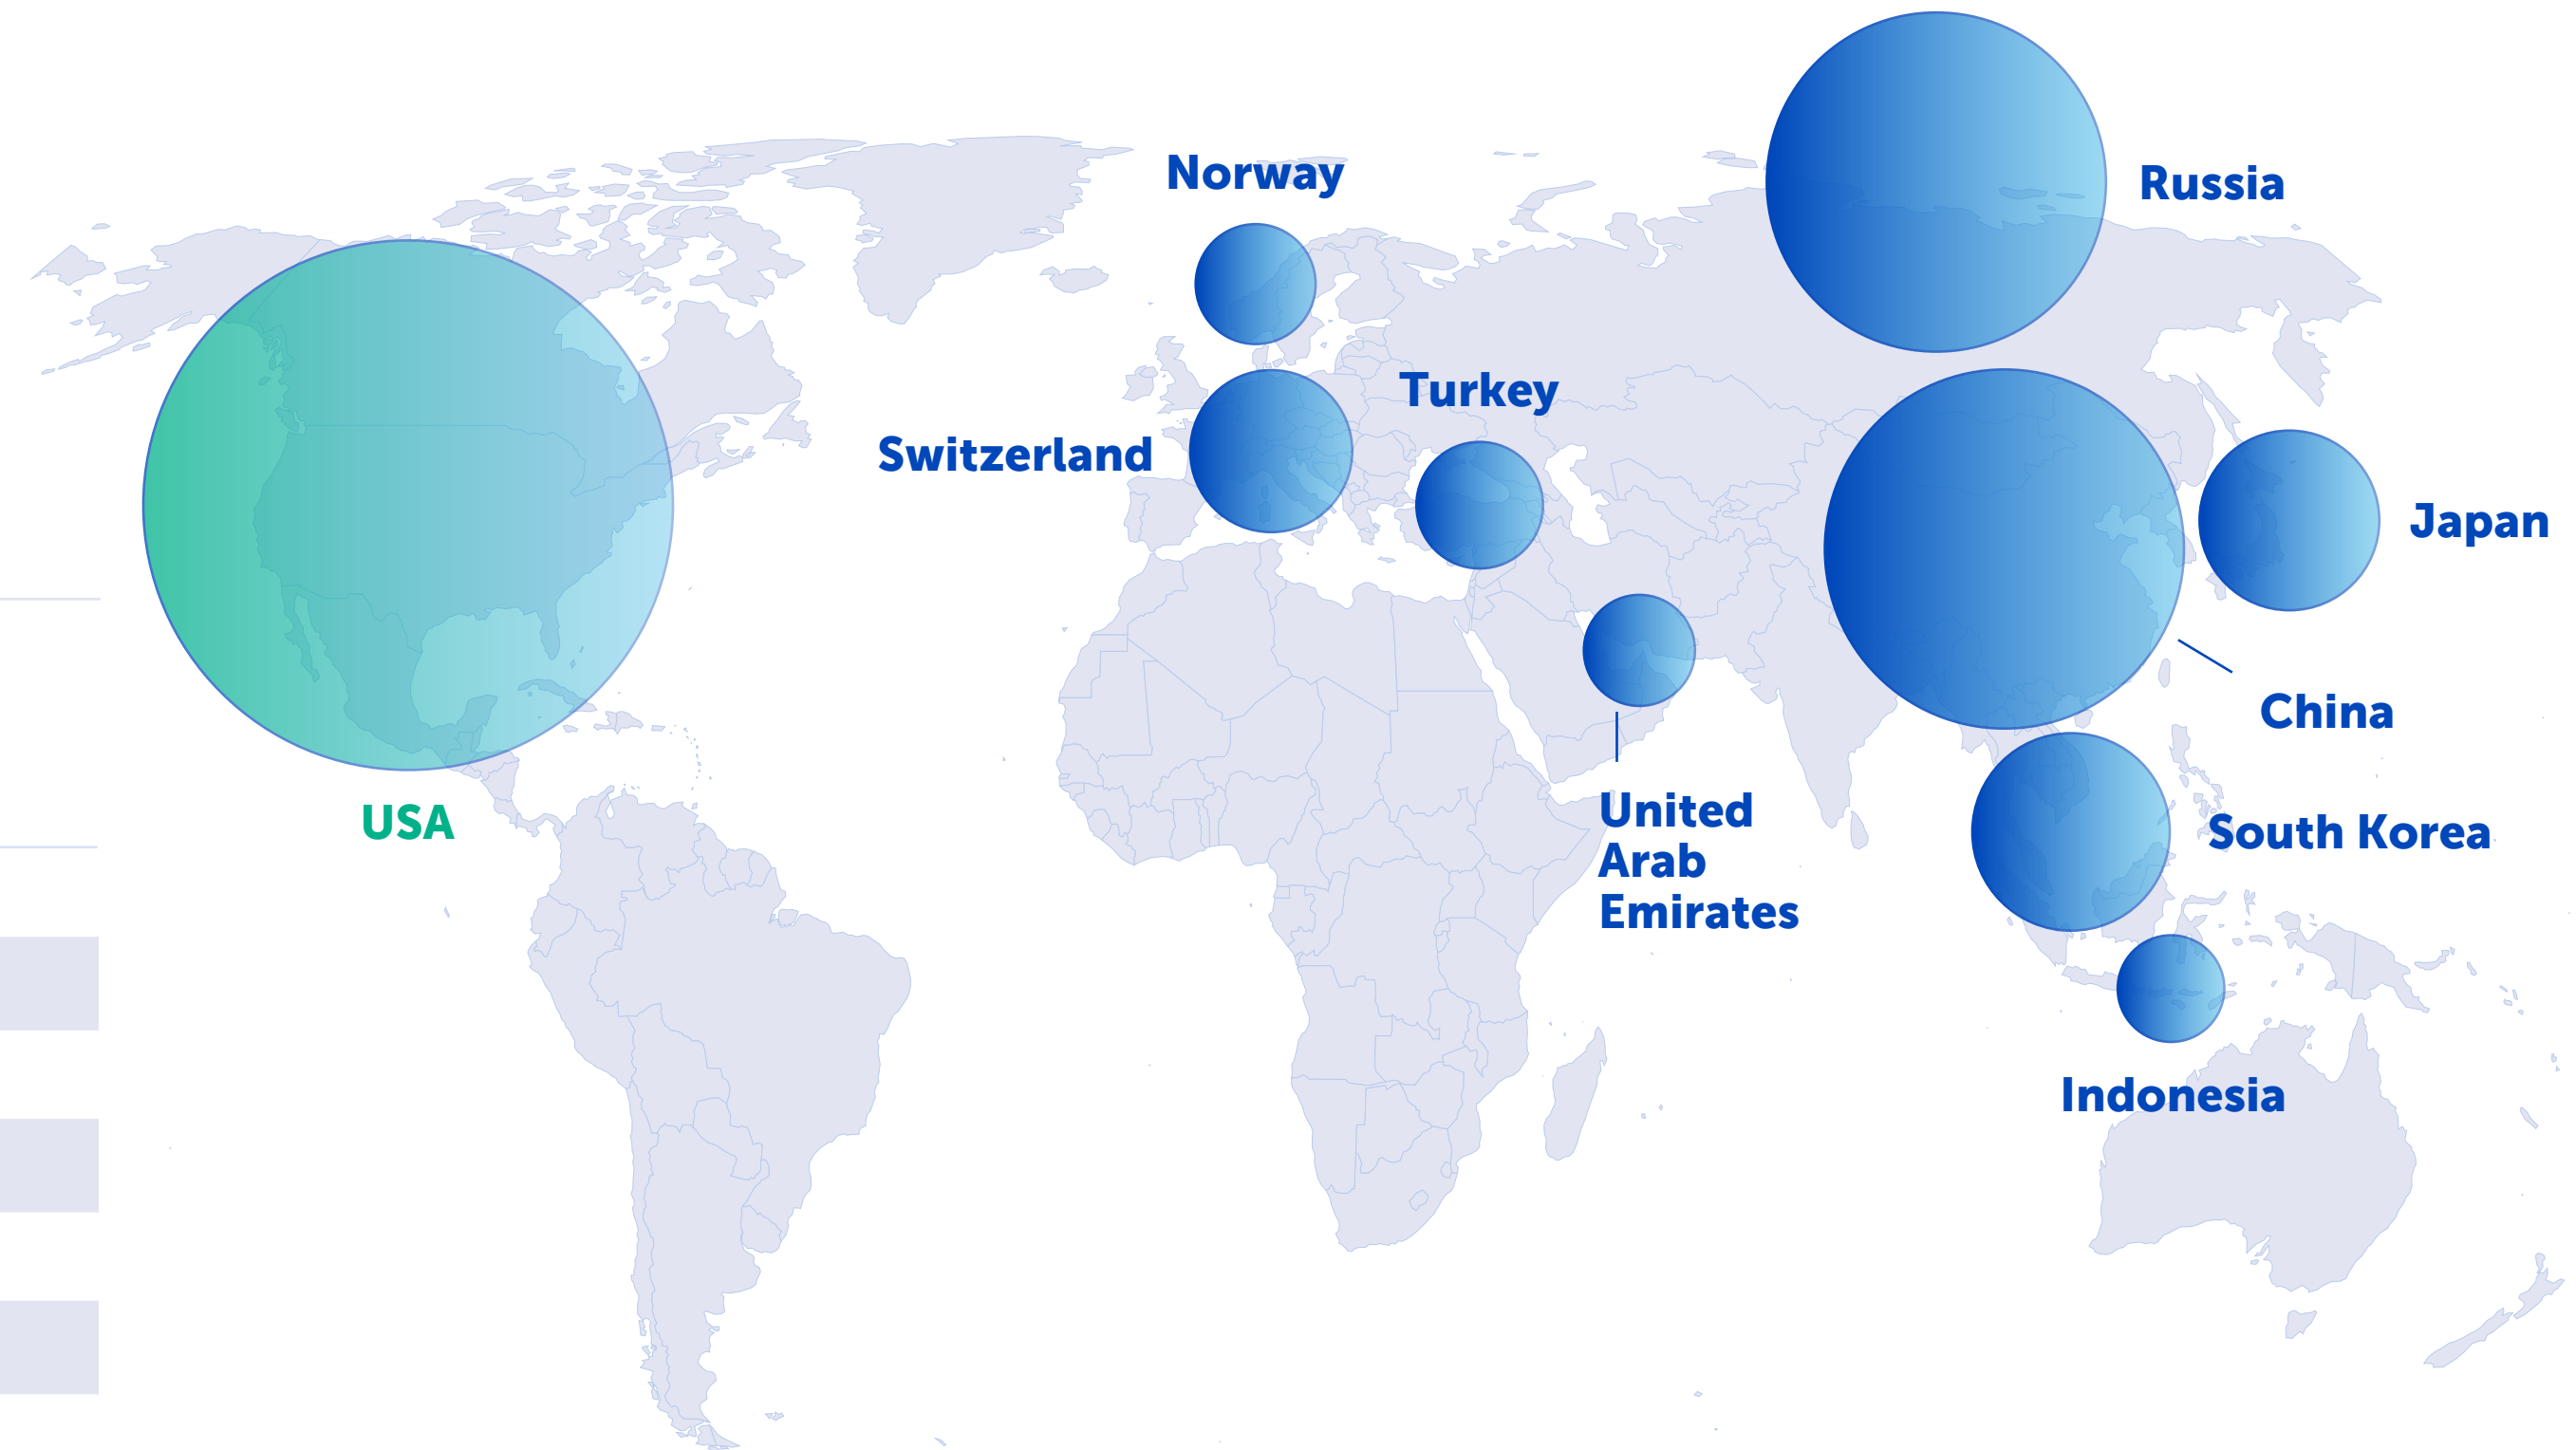 Norway
Russia
Turkey
Switzerland
Japan
China
USA
United
Arab
Emirates
South Korea
Indonesia